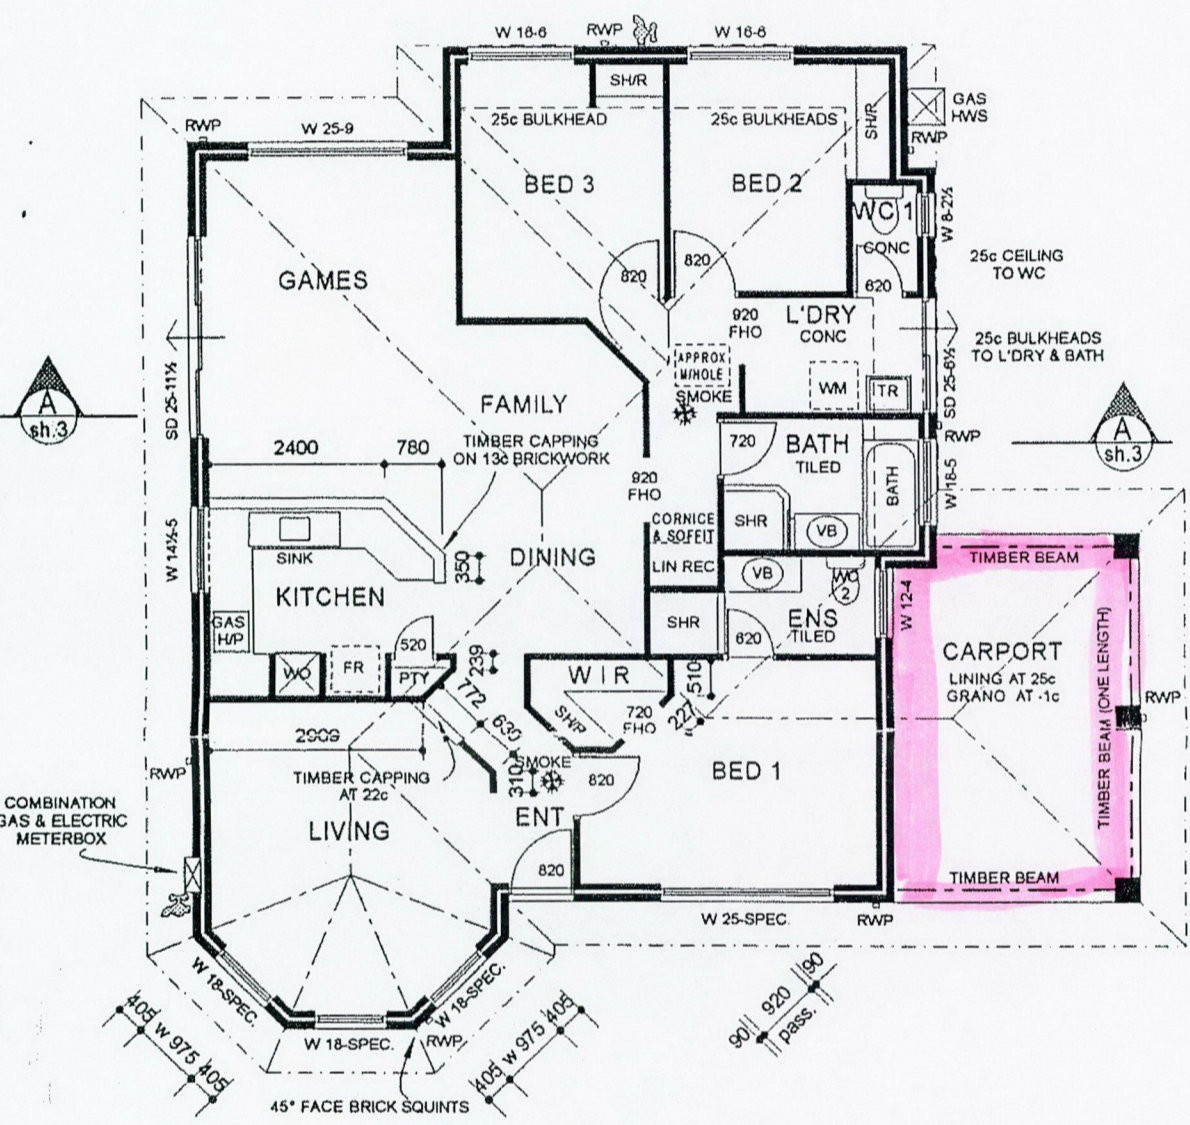 W 18-6
RWP
W 16-6
SH/R
GAS
HWS
RWP
W 25-9
25c BULKHEAD
25c BULKHEADS
SH/R
RWP
BED 3
BED 2
WC 1
CONC
W 8-2½
820
820
620
25c CEILING
TO WC
GAMES
920
FHO
L'DRY
CONC
25c BULKHEADS
TO L'DRY & BATH
APPROX
M/HOLE
SMOKE
WM
TR
SD 25-6½
SD 25-11½
A
sh.3
A
sh.3
FAMILY
TIMBER CAPPING
ON 13c BRICKWORK
2400
780
720
BATH
TILED
BATH
RWP
W 18-5
920
FHO
SHR
VB
CORNICE
& SOFFIT
LIN REC
W 14½-5
SINK
350
DINING
KITCHEN
VB
WC
2
ENS
TILED
620
SHR
W 12-4
TIMBER BEAM
CARPORT
LINING AT 25c
GRANO AT -1c
TIMBER BEAM (ONE LENGTH)
RWP
GAS
H/P
WO
FR
520
PTY
239
772
630
310
W I R
SH/R
720
FHO
510
227
2909
RWP
TIMBER CAPPING
AT 22c
SMOKE
820
BED 1
COMBINATION
GAS & ELECTRIC
METERBOX
LIVING
ENT
820
TIMBER BEAM
W 25-SPEC.
RWP
W 18-SPEC.
W 18-SPEC.
W 18-SPEC.
RWP
405
w 975
405
405
w 975
405
90
920
90
pass.
45° FACE BRICK SQUINTS